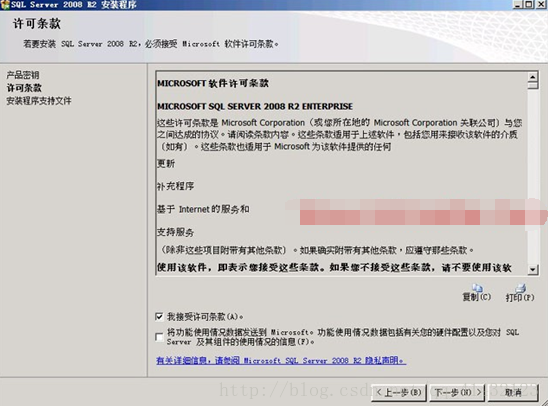 SQL Server 2008 R2 安装程序
许可条款
若要安装 SQL Server 2008 R2，必须接受 Microsoft 软件许可条款。
产品密钥
许可条款
安装程序支持文件
MICROSOFT 软件许可条款
MICROSOFT SQL SERVER 2008 R2 ENTERPRISE
这些许可条款是 Microsoft Corporation（或您所在地的 Microsoft Corporation 关联公司）与您
之间达成的协议。请阅读条款内容。这些条款适用于上述软件，包括您用来接收该软件的介质
（如有）。这些条款也适用于 Microsoft 为该软件提供的任何
更新
补充程序
基于 Internet 的服务和
支持服务
（除非这些项目附带有其他条款）。如果确实附带有其他条款，应遵守那些条款。
使用该软件，即表示您接受这些条款。如果您不接受这些条款，请不要使用该软
复制(C) 打印(P)
我接受许可条款(A)。
将功能使用情况数据发送到 Microsoft。功能使用情况数据包括有关您的硬件配置以及您对 SQL
Server 及其组件的使用情况的信息(F)。
有关详细信息，请参阅 Microsoft SQL Server 2008 R2 隐私声明。
http://blog.csd
< 上一步(B) 下一步(N) > 取消